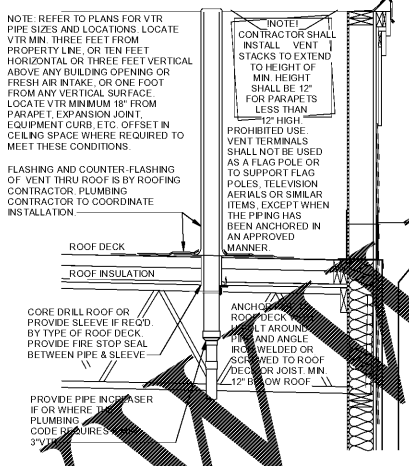 NOTE: REFER TO PLANS FOR VTR
PIPE SIZES AND LOCATIONS. LOCATE
VTR MIN. THREE FEET FROM
PROPERTY LINE, OR TEN FEET
HORIZONTAL OR THREE FEET VERTICAL
ABOVE ANY BUILDING OPENING OR
FRESH AIR INTAKE, OR ONE FOOT
FROM ANY VERTICAL SURFACE.
LOCATE VTR MINIMUM 18" FROM
PARAPET, EXPANSION JOINT,
EQUIPMENT CURB, ETC. OFFSET IN
CEILING SPACE WHERE REQUIRED TO
MEET THESE CONDITIONS.
FLASHING AND COUNTER-FLASHING
OF VENT THRU ROOF IS BY ROOFING
CONTRACTOR. PLUMBING
CONTRACTOR TO COORDINATE
INSTALLATION.
!NOTE!
CONTRACTOR SHALL
INSTALL VENT
STACKS TO EXTEND
TO HEIGHT OF
MIN. HEIGHT
SHALL BE 12"
FOR PARAPETS
LESS THAN
12" HIGH.
PROHIBITED USE.
VENT TERMINALS
SHALL NOT BE USED
AS A FLAG POLE OR
TO SUPPORT FLAG
POLES, TELEVISION
AERIALS OR SIMILAR
ITEMS, EXCEPT WHEN
THE PIPING HAS
BEEN ANCHORED IN
AN APPROVED
MANNER.
ROOF DECK
ROOF INSULATION
CORE DRILL ROOF OR
PROVIDE SLEEVE IF REQ'D.
BY TYPE OF ROOF DECK.
PROVIDE FIRE STOP SEAL
BETWEEN PIPE & SLEEVE
ANCHOR
ROOF DECK
AROUND
PIPE AND ANGLE
IRON WELDED OR
SCREWED TO ROOF
DECK OR JOIST. MIN.
12" BELOW ROOF
PROVIDE PIPE INCREASER
IF OR WHERE THE
PLUMBING
CODE REQUIRES
3"VTR
WW